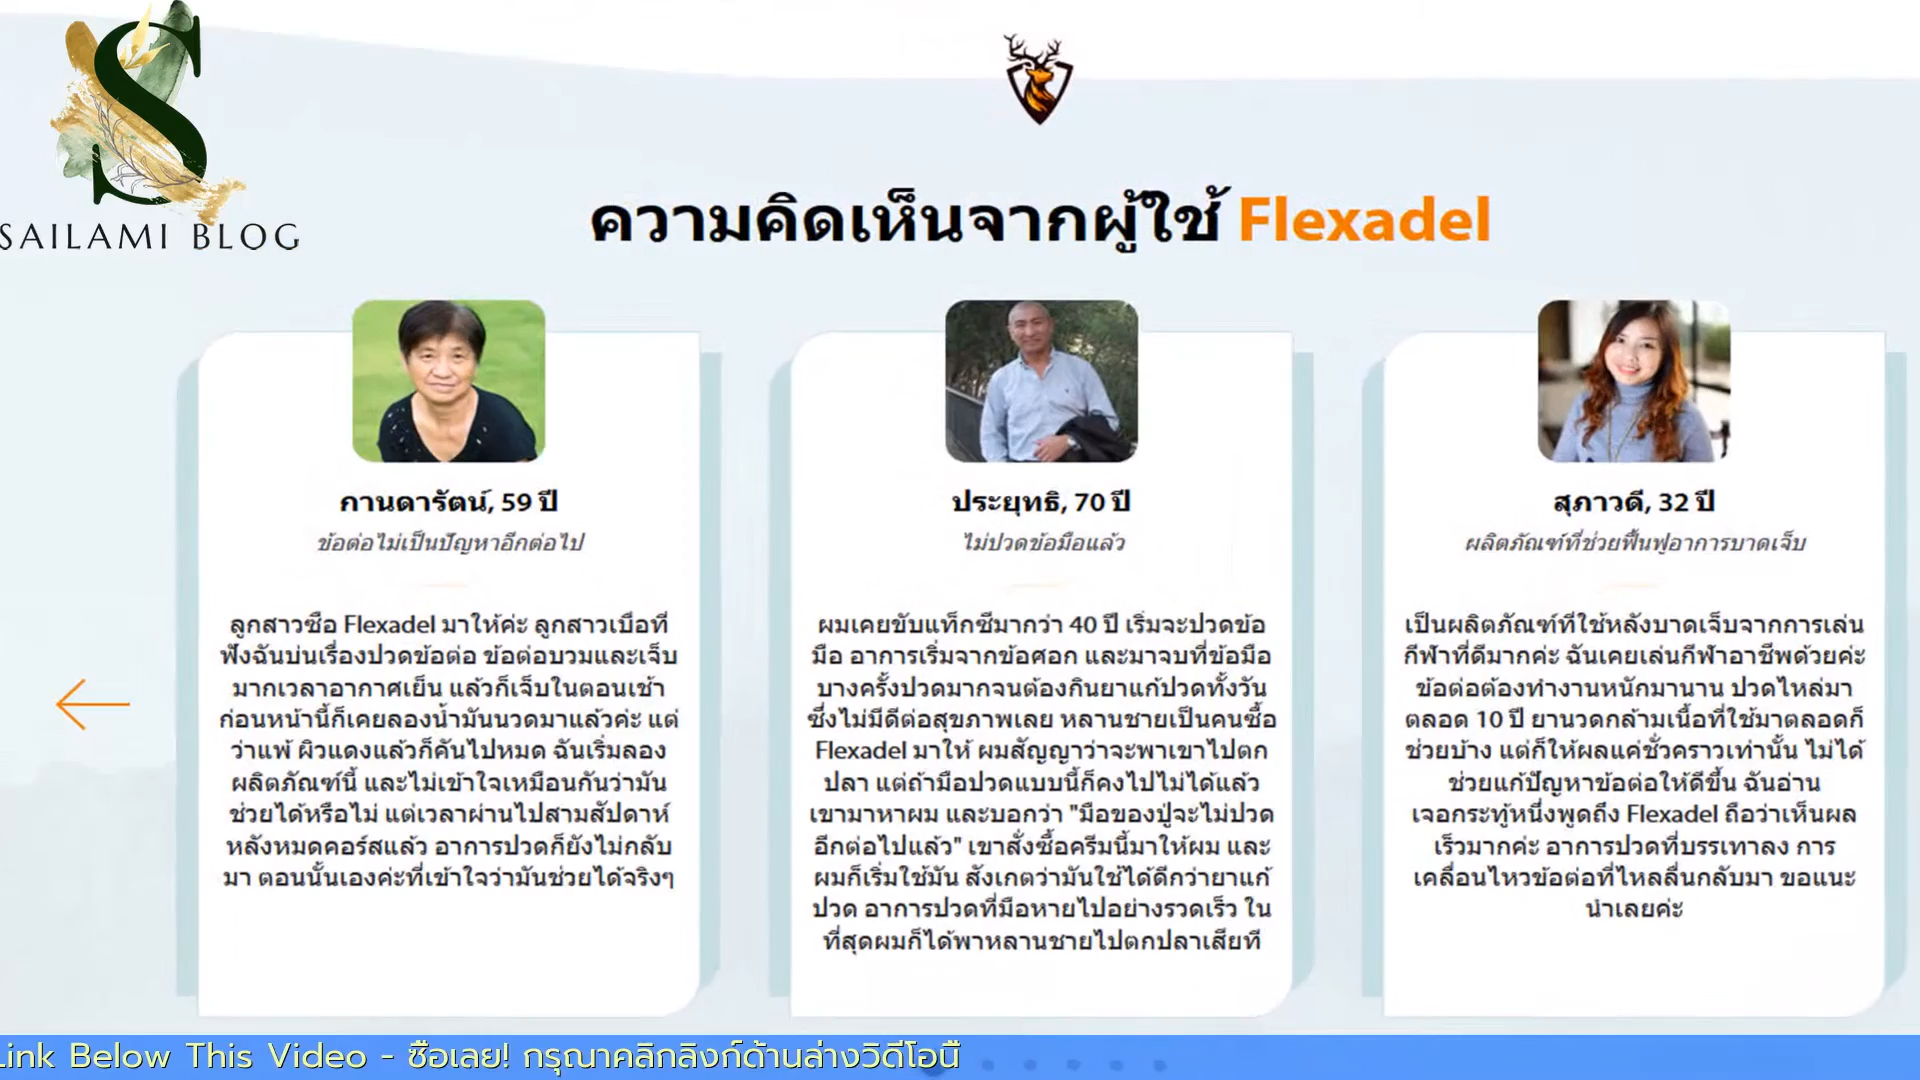 S
SAILAMI BLOG
ความคิดเห็นจากผู้ใช้ Flexadel
กานดารัตน์, 59 ปี
ข้อต่อไม่เป็นปัญหาอีกต่อไป
ลูกสาวซื้อ Flexadel มาให้ค่ะ ลูกสาวเบื่อที่
ฟังฉันบ่นเรื่องปวดข้อต่อ ข้อต่อบวมและเจ็บ
มากเวลาอากาศเย็น แล้วก็เจ็บในตอนเช้า
ก่อนหน้านี้ก็เคยลองน้ำมันนวดมาแล้วค่ะ แต่
ว่าแพ้ ผิวแดงแล้วก็คันไปหมด ฉันเริ่มลอง
ผลิตภัณฑ์นี้ และไม่เข้าใจเหมือนกันว่ามัน
ช่วยได้หรือไม่ แต่เวลาผ่านไปสามสัปดาห์
หลังหมดคอร์สแล้ว อาการปวดก็ยังไม่กลับ
มา ตอนนั้นเองค่ะที่เข้าใจว่ามันช่วยได้จริงๆ
ประยุทธิ, 70 ปี
ไม่ปวดข้อมือแล้ว
ผมเคยขับแท็กซีมากว่า 40 ปี เริ่มจะปวดข้อ
มือ อาการเริ่มจากข้อศอก และมาจบที่ข้อมือ
บางครั้งปวดมากจนต้องกินยาแก้ปวดทั้งวัน
ซึ่งไม่มีดีต่อสุขภาพเลย หลานชายเป็นคนซื้อ
Flexadel มาให้ ผมสัญญาว่าจะพาเขาไปตก
ปลา แต่ถ้ามือปวดแบบนี้ก็คงไปไม่ได้แล้ว
เขามาหาผม และบอกว่า "มือของปู่จะไม่ปวด
อีกต่อไปแล้ว" เขาสั่งซื้อครีมนี้มาให้ผม และ
ผมก็เริ่มใช้มัน สังเกตว่ามันใช้ได้ดีกว่ายาแก้
ปวด อาการปวดที่มือหายไปอย่างรวดเร็ว ใน
ที่สุดผมก็ได้พาหลานชายไปตกปลาเสียที
สุภาวดี, 32 ปี
ผลิตภัณฑ์ที่ช่วยฟื้นฟูอาการบาดเจ็บ
เป็นผลิตภัณฑ์ที่ใช้หลังบาดเจ็บจากการเล่น
กีฬาที่ดีมากค่ะ ฉันเคยเล่นกีฬาอาชีพด้วยค่ะ
ข้อต่อต้องทำงานหนักมานาน ปวดไหล่มา
ตลอด 10 ปี ยานวดกล้ามเนื้อที่ใช้มาตลอดก็
ช่วยบ้าง แต่ก็ให้ผลแค่ชั่วคราวเท่านั้น ไม่ได้
ช่วยแก้ปัญหาข้อต่อให้ดีขึ้น ฉันอ่าน
เจอกระทู้หนึ่งพูดถึง Flexadel ถือว่าเห็นผล
เร็วมากค่ะ อาการปวดที่บรรเทาลง การ
เคลื่อนไหวข้อต่อที่ไหลลื่นกลับมา ขอแนะ
นำเลยค่ะ
Link Below This Video - ซื้อเลย! กรุณาคลิกลิงก์ด้านล่างวิดีโอนี้